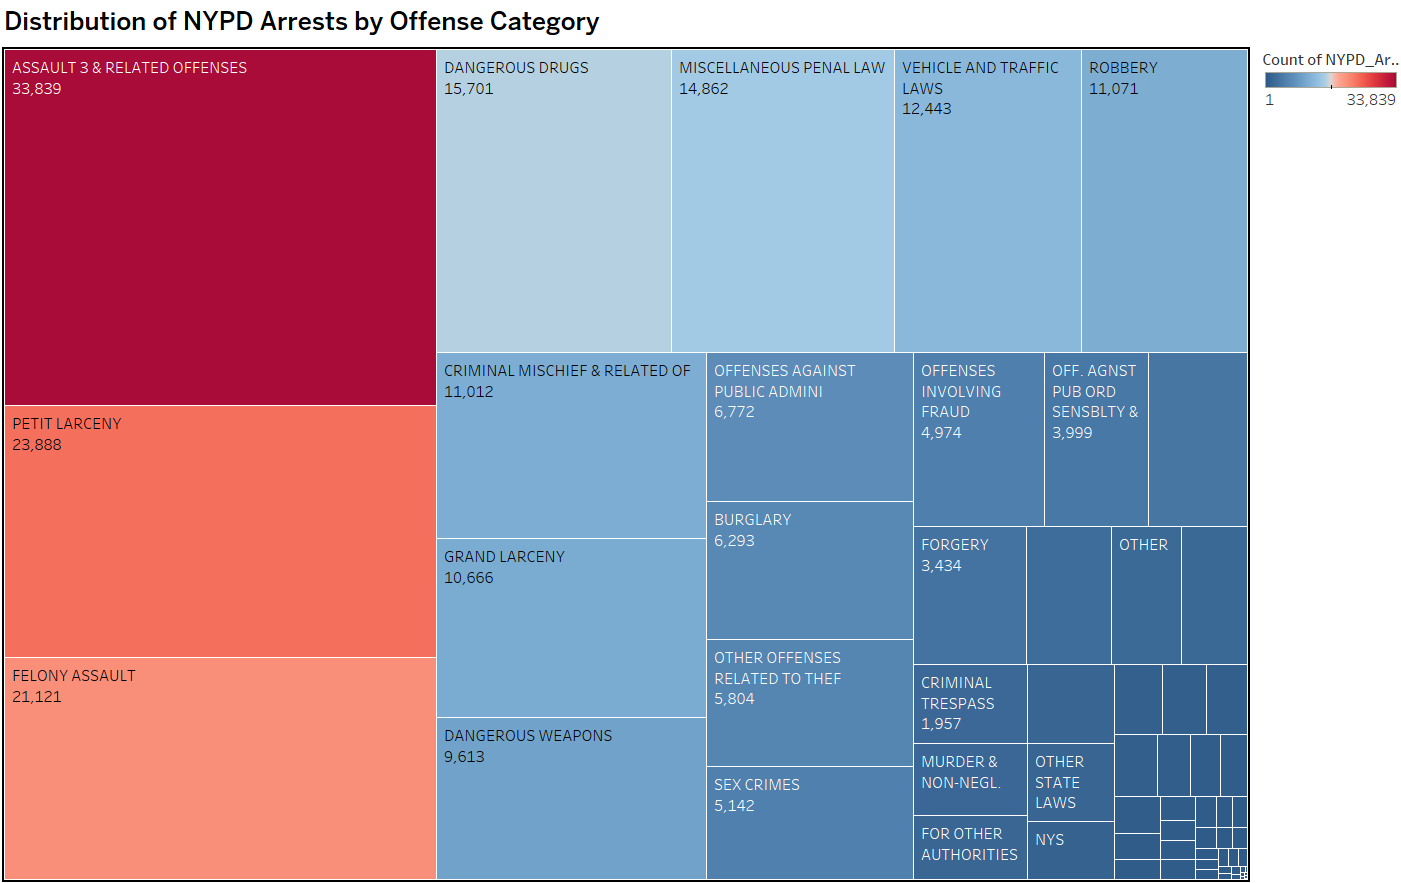 Distribution of NYPD Arrests by Offense Category
ASSAULT 3 & RELATED OFFENSES
33,839
PETIT LARCENY
23,888
FELONY ASSAULT
21,121
DANGEROUS DRUGS
15,701
MISCELLANEOUS PENAL LAW
14,862
VEHICLE AND TRAFFIC
LAWS
12,443
ROBBERY
11,071
CRIMINAL MISCHIEF & RELATED OF
11,012
GRAND LARCENY
10,666
DANGEROUS WEAPONS
9,613
OFFENSES AGAINST
PUBLIC ADMINI
6,772
BURGLARY
6,293
OTHER OFFENSES
RELATED TO THEF
5,804
SEX CRIMES
5,142
OFFENSES
INVOLVING
FRAUD
4,974
OFF. AGNST
PUB ORD
SENSBLTY &
3,999
FORGERY
3,434
OTHER
CRIMINAL
TRESPASS
1,957
MURDER &
NON-NEGL.
FOR OTHER
AUTHORITIES
OTHER
STATE
LAWS
NYS
Count of NYPD_Ar..
1
33,839